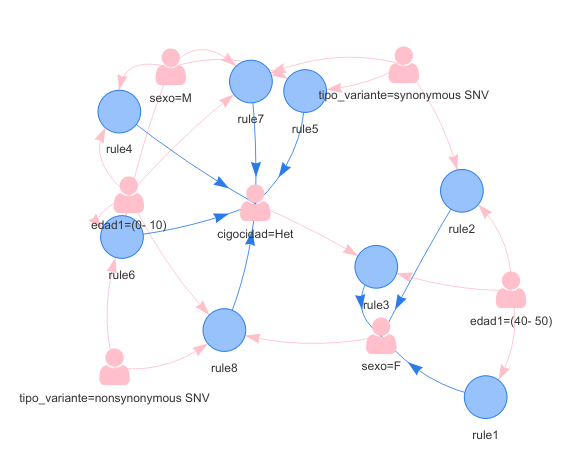 sexo=M
tipo_variante=synonymous SNV
rule7
rule5
rule4
edad1=(0- 10)
rule2
cigocidad=Het
rule6
rule3
edad1=(40- 50)
sexo=F
rule8
tipo_variante=nonsynonymous SNV
rule1